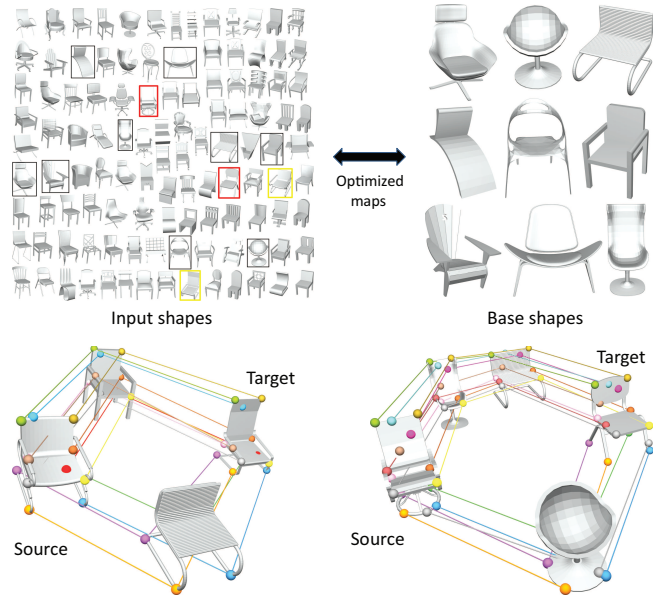 Optimized
maps
Input shapes
Base shapes
Target
Target
Source
Source